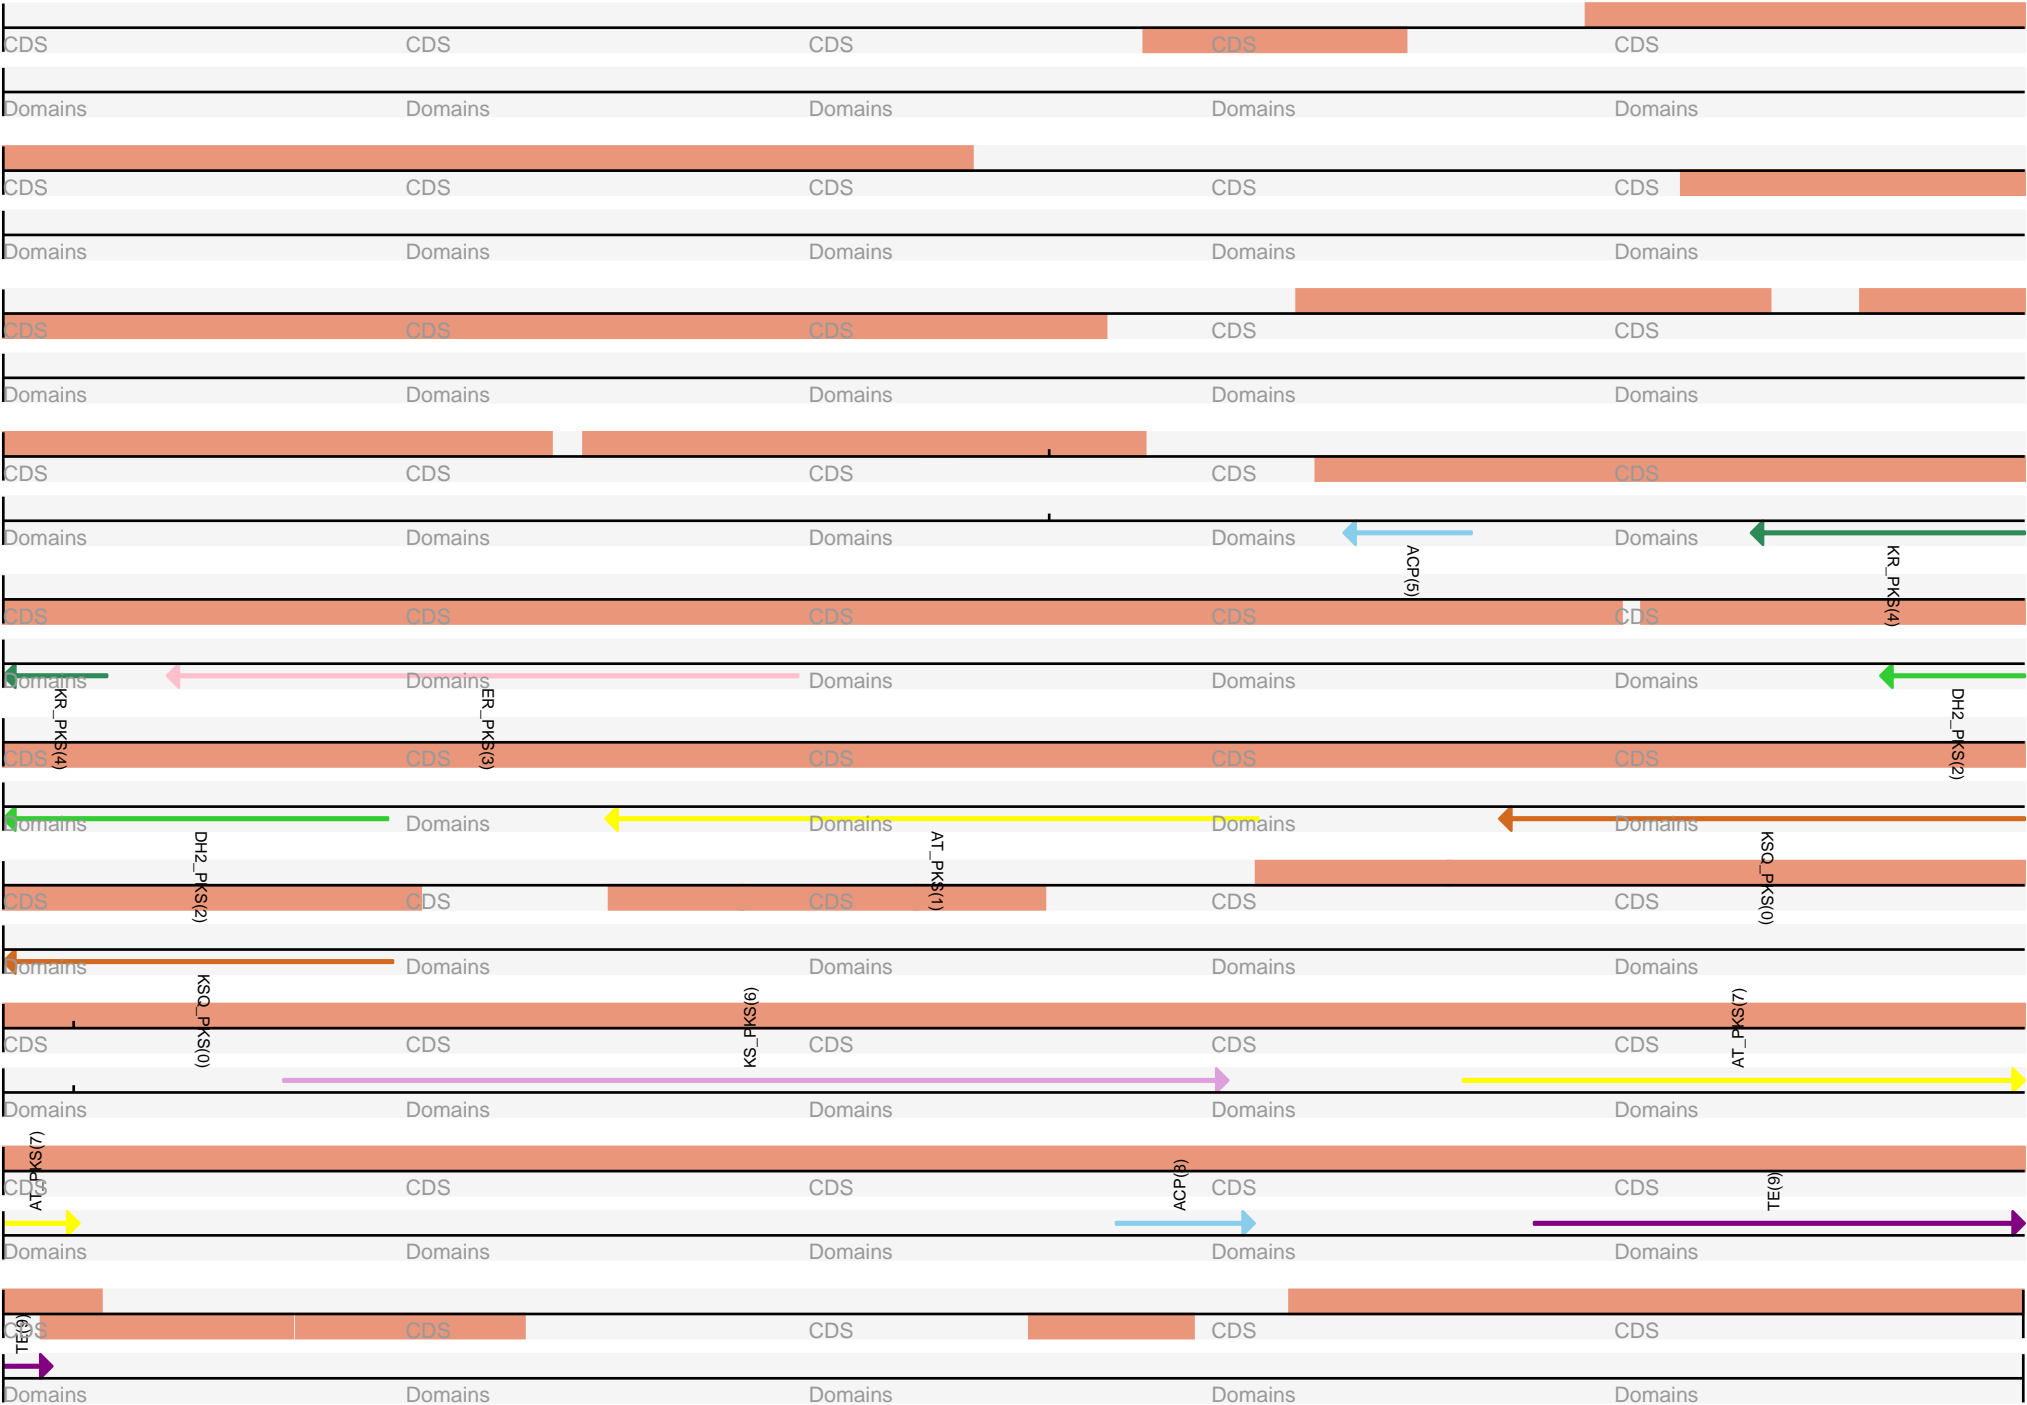 CDS CDS CDS CDS CDS
Domains Domains Domains Domains Domains
CDS CDS CDS CDS CDS
Domains Domains Domains Domains Domains
CDS CDS CDS CDS CDS
Domains Domains Domains Domains Domains
CDS CDS CDS CDS CDS
Domains Domains Domains Domains Domains
ACP(5) KR_PKS(4)
CDS CDS CDS CDS CDS
Domains Domains Domains Domains Domains
KR_PKS(4) ER_PKS(3) DH2_PKS(2)
CDS CDS CDS CDS CDS
Domains Domains Domains Domains Domains
DH2_PKS(2) AT_PKS(1) KSQ_PKS(0)
CDS CDS CDS CDS CDS
Domains Domains Domains Domains Domains
KSQ_PKS(0) KS_PKS(6) AT_PKS(7)
CDS CDS CDS CDS CDS
Domains Domains Domains Domains Domains
AT_PKS(7) ACP(8) TE(9)
CDS CDS CDS CDS CDS
Domains Domains Domains Domains Domains
TE(9)
CDS CDS CDS CDS CDS
Domains Domains Domains Domains Domains